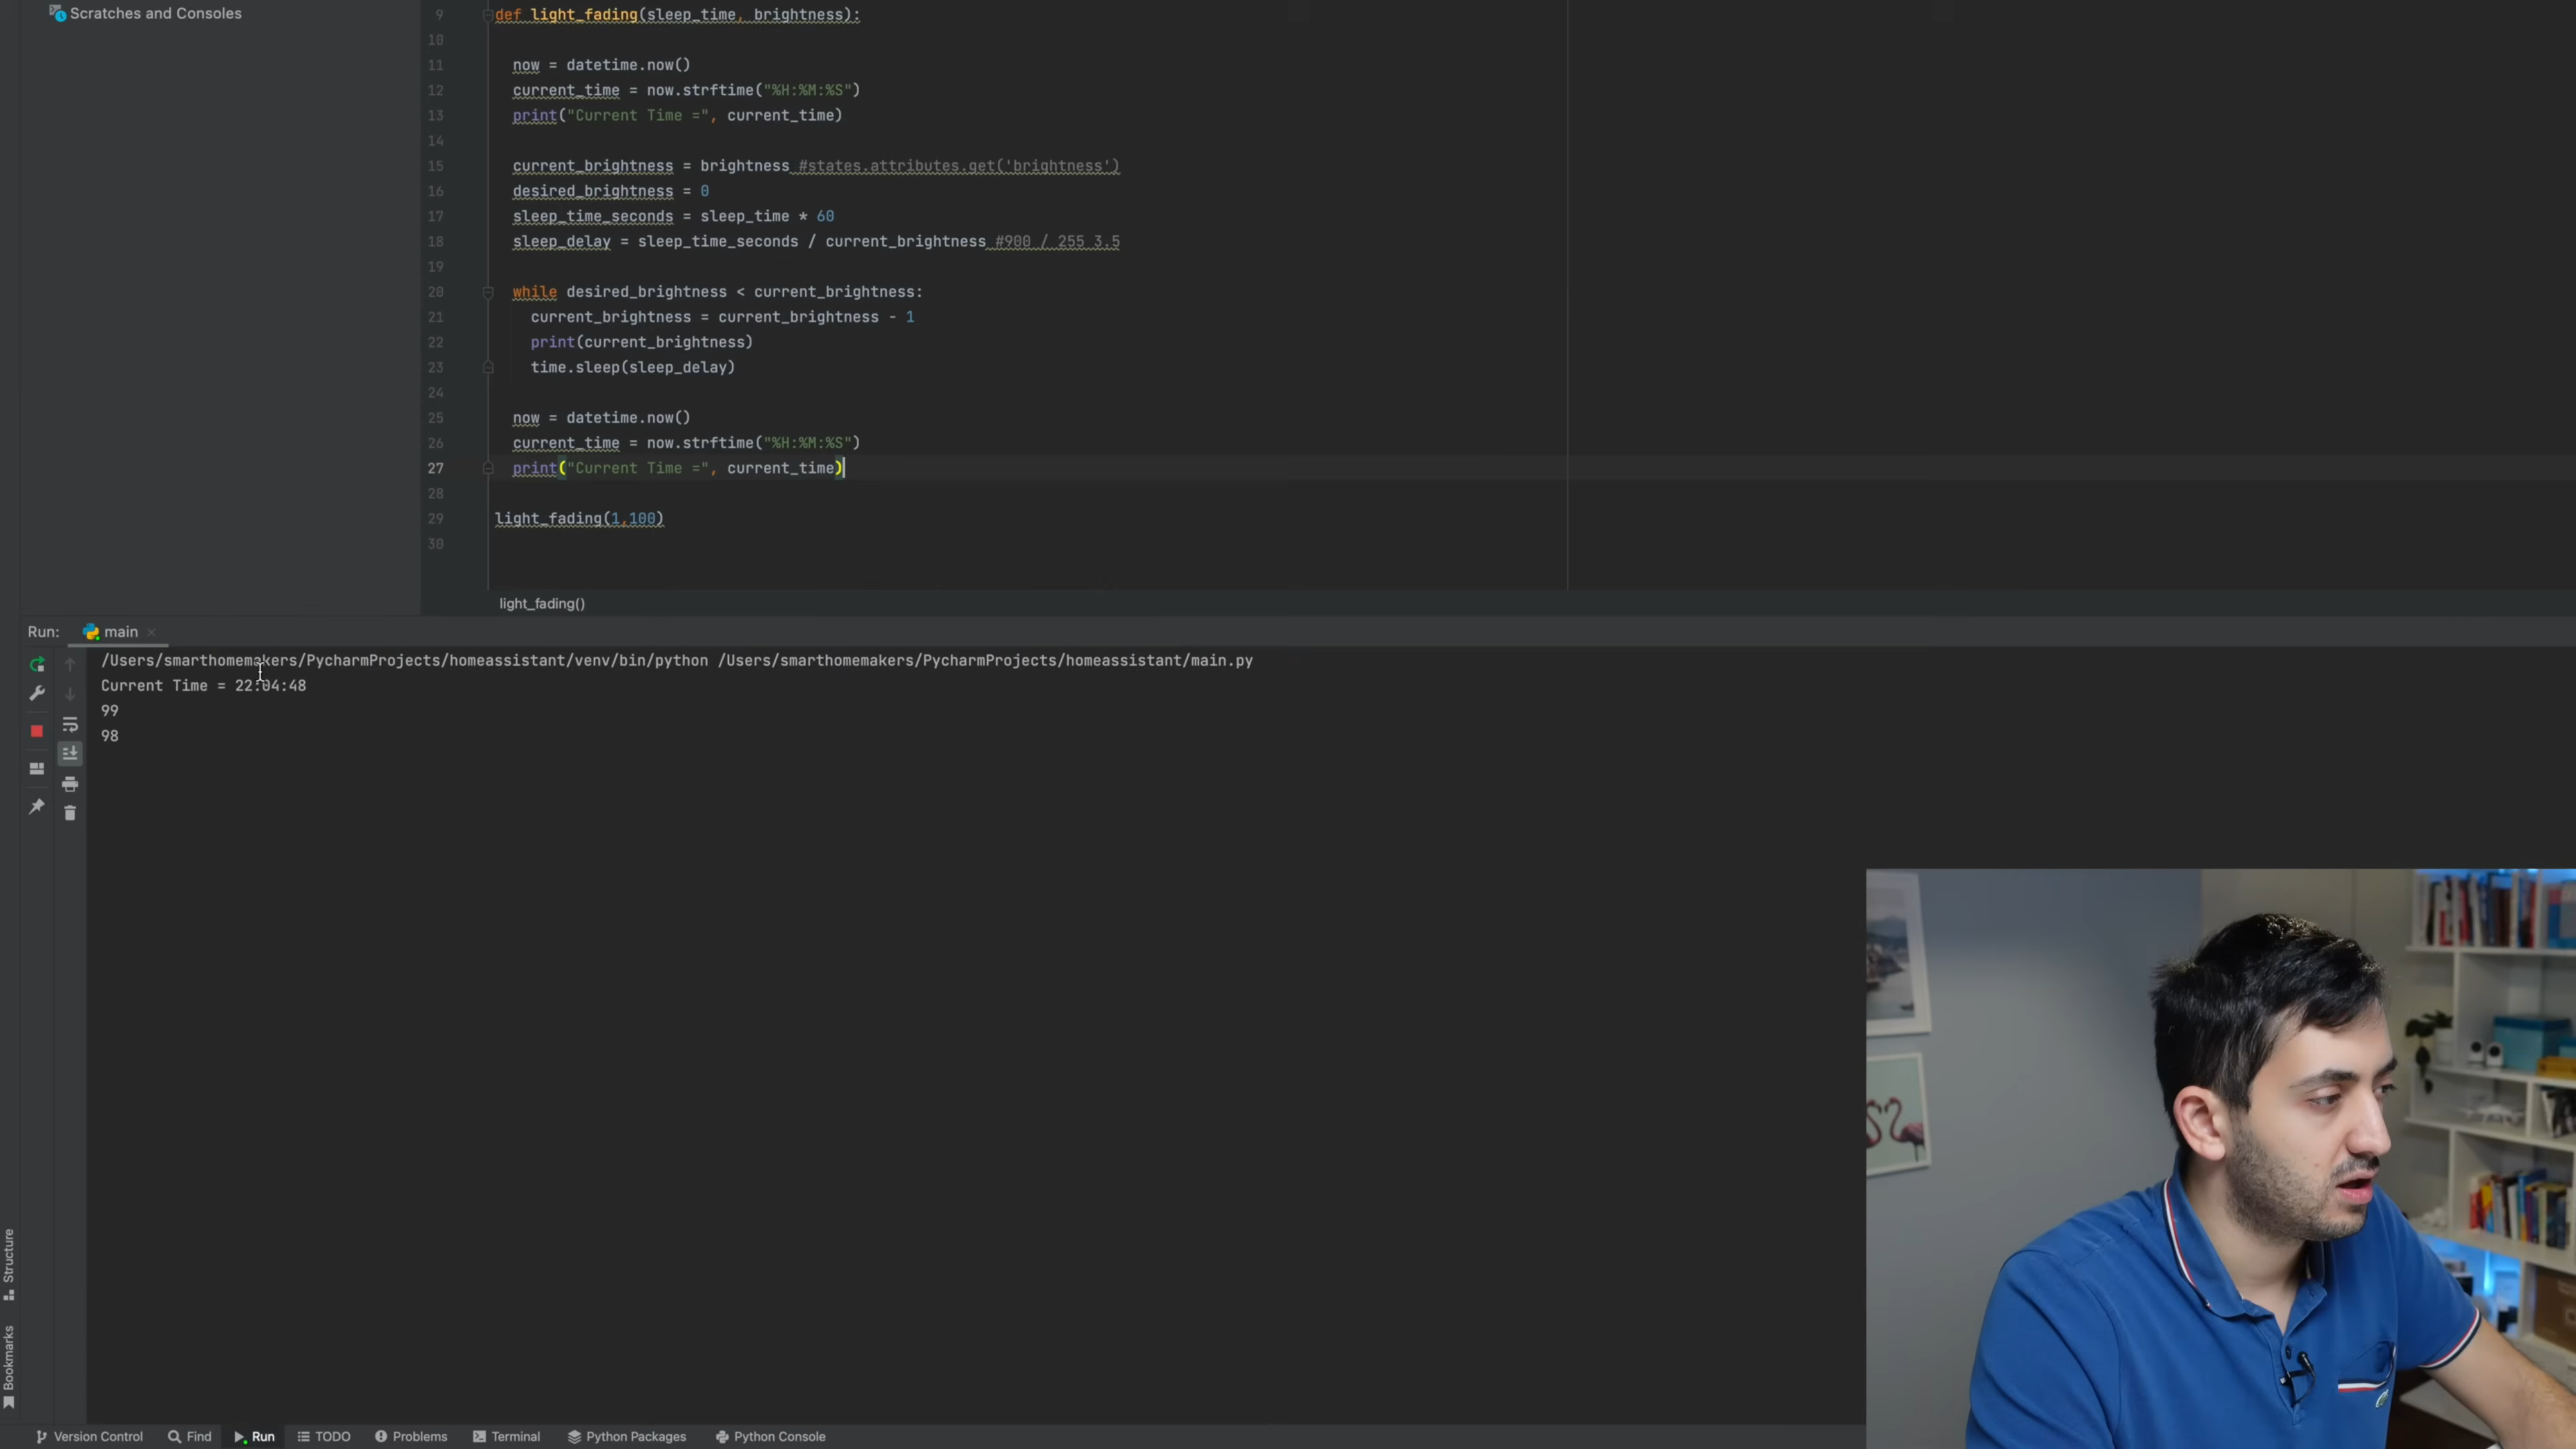 Scratches and Consoles
9 def light_fading(sleep_time, brightness):
10
11 now = datetime.now()
12 current_time = now.strftime("%H:%M:%S")
13 print("Current Time =", current_time)
14
15 current_brightness = brightness #states.attributes.get('brightness')
16 desired_brightness = 0
17 sleep_time_seconds = sleep_time * 60
18 sleep_delay = sleep_time_seconds / current_brightness #900 / 255 3.5
19
20 while desired_brightness < current_brightness:
21 current_brightness = current_brightness - 1
22 print(current_brightness)
23 time.sleep(sleep_delay)
24
25 now = datetime.now()
26 current_time = now.strftime("%H:%M:%S")
27 print("Current Time =", current_time)
28
29 light_fading(1,100)
30
light_fading()
Run: main
/Users/smarthomemakers/PycharmProjects/homeassistant/venv/bin/python /Users/smarthomemakers/PycharmProjects/homeassistant/main.py
Current Time = 22:04:48
99
98
Structure
Bookmarks
Version Control Find Run TODO Problems Terminal Python Packages Python Console